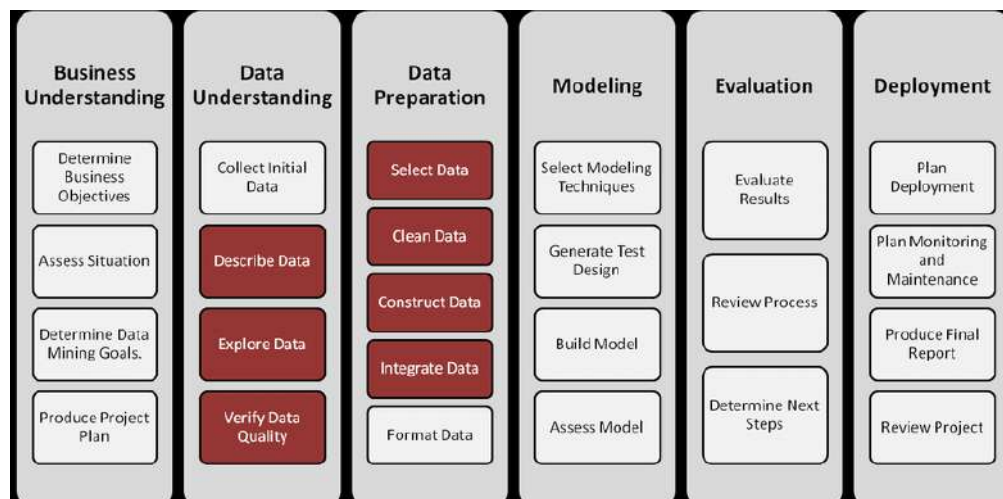 Business
Understanding
Determine
Business
Objectives
Assess Situation
Determine Data
Mining Goals.
Produce Project
Plan
Data
Understanding
Collect Initial
Data
Describe Data
Explore Data
Verify Data
Quality
Data
Preparation
Select Data
Clean Data
Construct Data
Integrate Data
Format Data
Modeling
Select Modeling
Techniques
Generate Test
Design
Build Model
Assess Model
Evaluation
Evaluate
Results
Review Process
Determine Next
Steps
Deployment
Plan
Deployment
Plan Monitoring
and
Maintenance
Produce Final
Report
Review Project